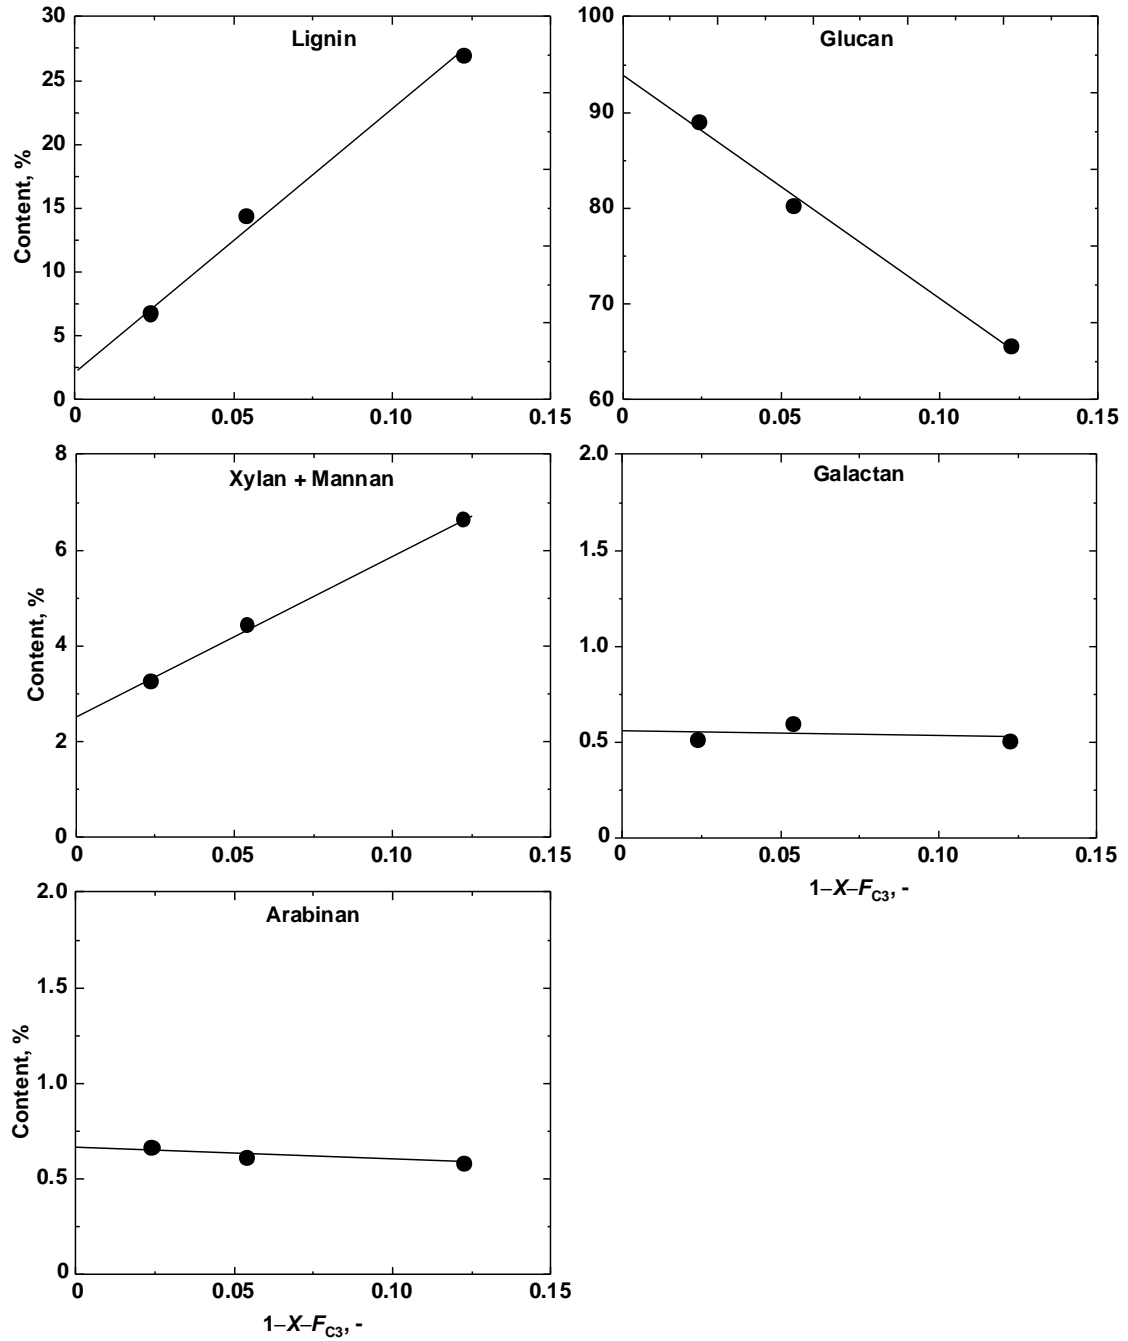 Lignin
Content, %
30
25
20
15
10
5
0
0 0.05 0.10 0.15
Glucan
100
90
80
70
60
0 0.05 0.10 0.15
Xylan + Mannan
Content, %
8
6
4
2
0
0 0.05 0.10 0.15
Galactan
2.0
1.5
1.0
0.5
0
0 0.05 0.10 0.15
1–X–FC3, -
Arabinan
Content, %
2.0
1.5
1.0
0.5
0
0 0.05 0.10 0.15
1–X–FC3, -